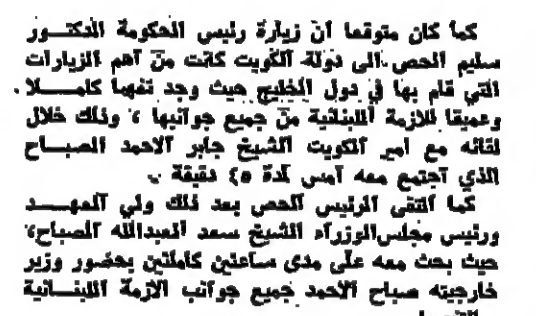 كما كان متوقعا أن زيارة رئيس الحكومة الدكتور
سليم الحص الى دولة الكويت كانت من أهم الزيارات
التي قام بها في دول الخليج حيث وجد تفهما كاملا
وعميقا للازمة اللبنانية من جميع جوانبها ، وذلك خلال
لقائه مع امير الكويت الشيخ جابر الاحمد الصباح
الذي اجتمع معه أمس لمدة ٤٥ دقيقة .
كما التقى الرئيس الحص بعد ذلك ولي العهد
ورئيس مجلس الوزراء الشيخ سعد العبدالله الصباح،
حيث بحث معه على مدى ساعتين كاملتين بحضور وزير
خارجيته صباح الاحمد جميع جوانب الازمة اللبنانية